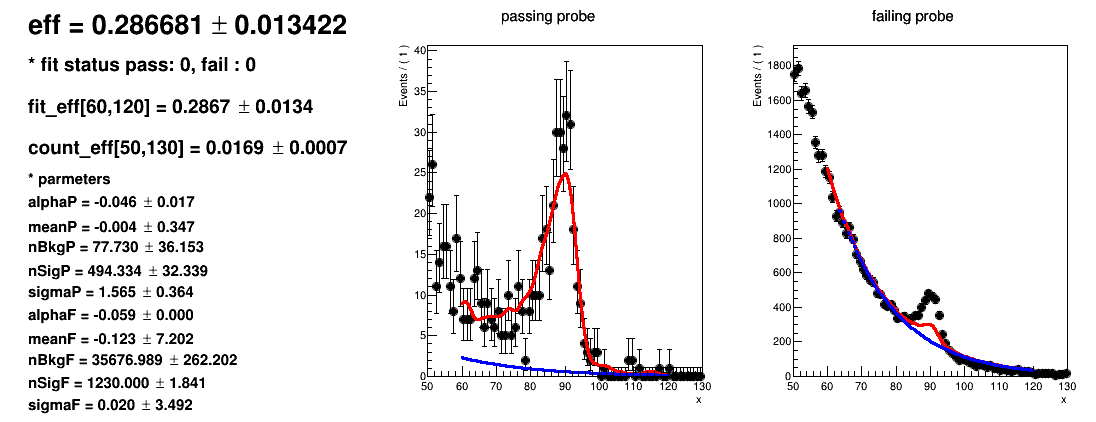 eff = 0.286681 ± 0.013422
* fit status pass: 0, fail : 0
fit_eff[60,120] = 0.2867 ± 0.0134
count_eff[50,130] = 0.0169 ± 0.0007
* parmeters
alphaP = -0.046 ± 0.017
meanP = -0.004 ± 0.347
nBkgP = 77.730 ± 36.153
nSigP = 494.334 ± 32.339
sigmaP = 1.565 ± 0.364
alphaF = -0.059 ± 0.000
meanF = -0.123 ± 7.202
nBkgF = 35676.989 ± 262.202
nSigF = 1230.000 ± 1.841
sigmaF = 0.020 ± 3.492
passing probe
Events / ( 1 )
40
35
30
25
20
15
10
5
0
50 60 70 80 90 100 110 120 130
x
failing probe
Events / ( 1 )
1800
1600
1400
1200
1000
800
600
400
200
0
50 60 70 80 90 100 110 120 130
x